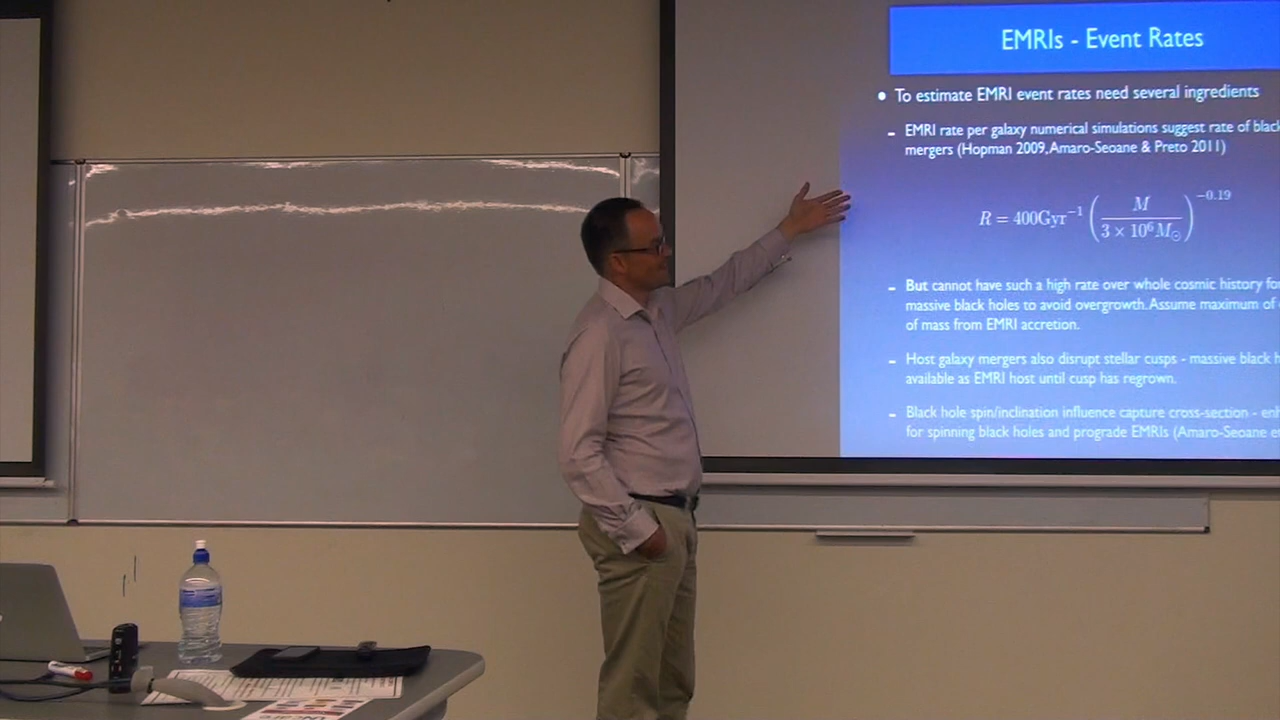 EMRIs - Event Rates
• To estimate EMRI event rates need several ingredients
- EMRI rate per galaxy numerical simulations suggest rate of black
mergers (Hopman 2009, Amaro-Seoane & Preto 2011)
R = 400Gyr⁻¹ (M / 3 × 10⁶M☉)^−0.19
- But cannot have such a high rate over whole cosmic history for
massive black holes to avoid overgrowth. Assume maximum of
of mass from EMRI accretion.
- Host galaxy mergers also disrupt stellar cusps - massive black
available as EMRI host until cusp has regrown.
- Black hole spin/inclination influence capture cross-section -
for spinning black holes and prograde EMRIs (Amaro-Seoane